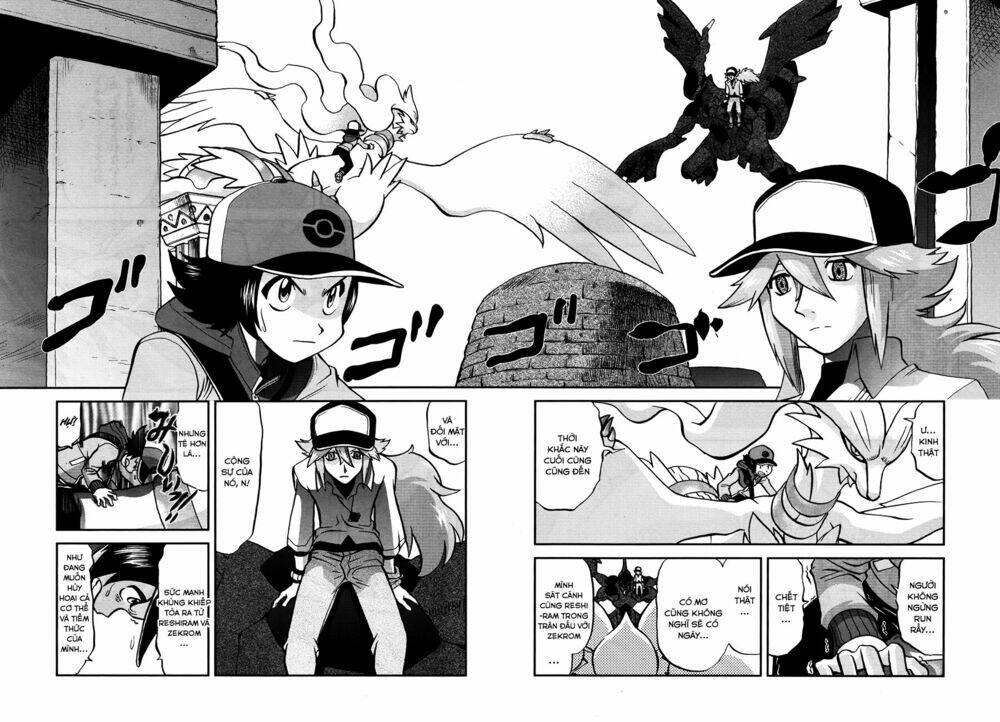 ゴゴゴゴゴ
Ư...
KINH
THẬT
THỜI
KHẮC NÀY
CUỐI CÙNG
CŨNG ĐẾN
NGƯỜI
KHÔNG
NGỪNG
RUN
RẨY...
CHẾT
TIỆT...
NÓI
THẬT
...
CÓ MƠ
CŨNG KHÔNG
NGHĨ SẼ CÓ
NGÀY...
MÌNH
SÁT CÁNH
CÙNG RESHI
-RAM TRONG
TRẬN ĐẤU VỚI
ZEKROM
...
VÀ
ĐỐI MẶT
VỚI...
CỘNG
SỰ CỦA
NÓ, N!
NHƯNG
TỆ HƠN
LÀ...
HỰ!
SỨC MẠNH
KHỦNG KHIẾP
TỎA RA TỪ
RESHIRAM VÀ
ZEKROM
...
NHƯ
ĐANG
MUỐN HỦY
HOẠI CẢ
CƠ THỂ
VÀ TIỀM
THỨC CỦA
MÌNH...